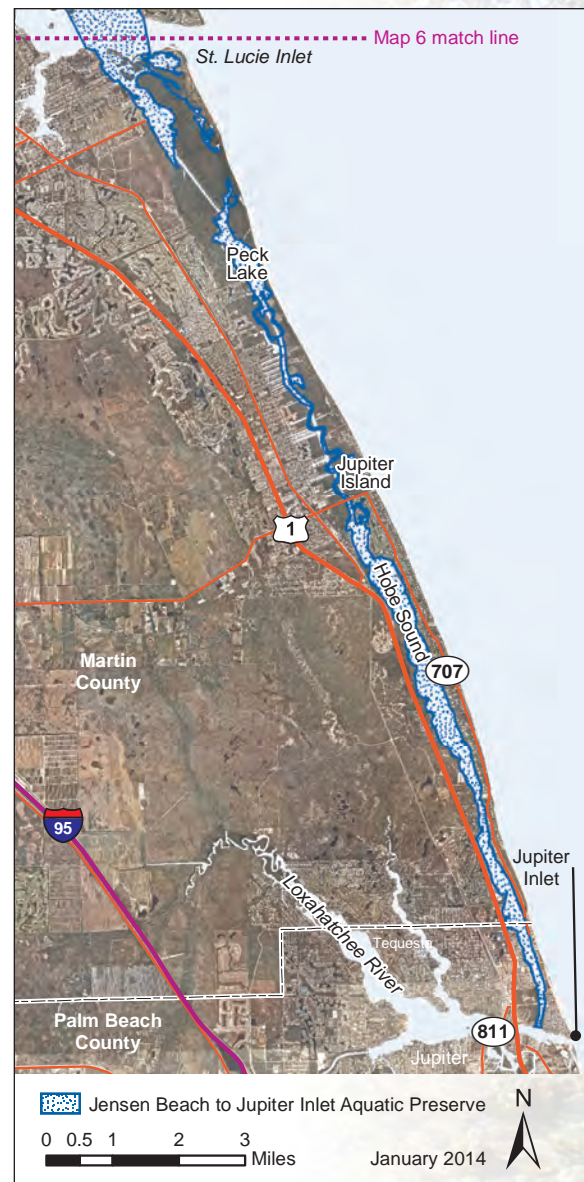 Map 6 match line
St. Lucie Inlet
Peck
Lake
Jupiter
Island
1
Hobe Sound
Martin
County
707
95
Jupiter
Inlet
Loxahatchee River
Tequesta
Palm Beach
County
811
Jupiter
Jensen Beach to Jupiter Inlet Aquatic Preserve
N
0 0.5 1 2 3
Miles
January 2014